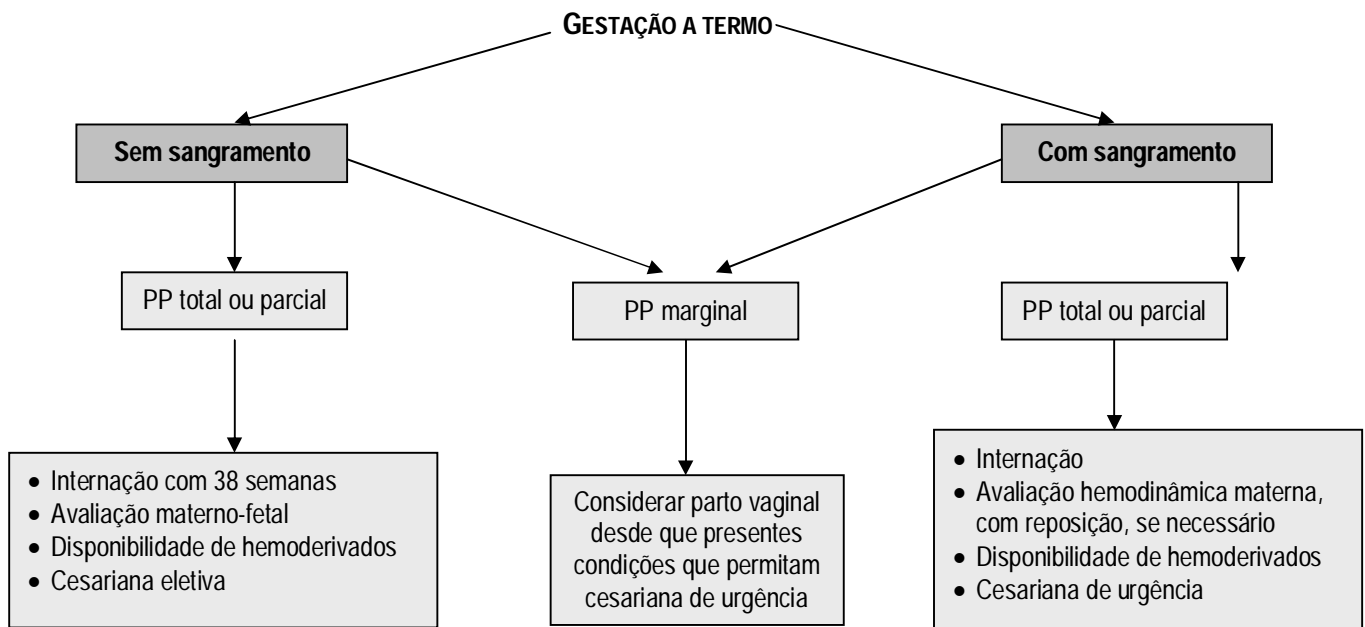 GESTAÇÃO A TERMO
Sem sangramento
Com sangramento
PP total ou parcial
PP marginal
PP total ou parcial
• Internação com 38 semanas
• Avaliação materno-fetal
• Disponibilidade de hemoderivados
• Cesariana eletiva
Considerar parto vaginal
desde que presentes
condições que permitam
cesariana de urgência
• Internação
• Avaliação hemodinâmica materna,
com reposição, se necessário
• Disponibilidade de hemoderivados
• Cesariana de urgência